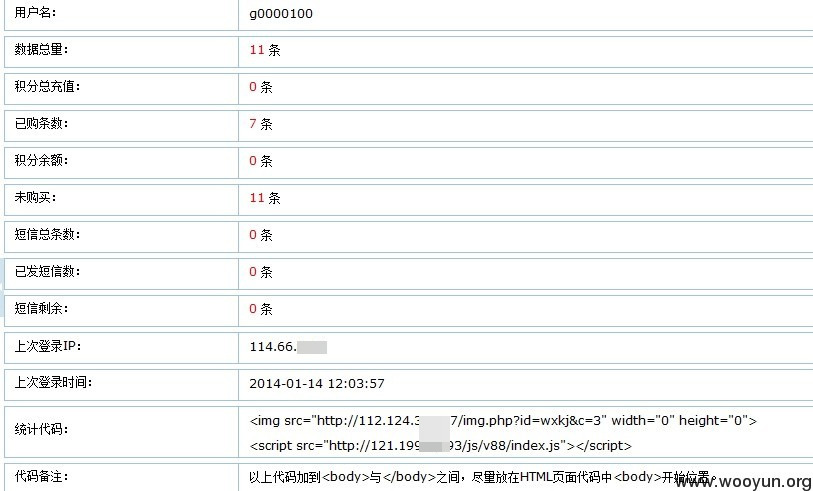 用户名: g0000100
数据总量: 11 条
积分总充值: 0 条
已购条数: 7 条
积分余额: 0 条
未购买: 11 条
短信总条数: 0 条
已发短信数: 0 条
短信剩余: 0 条
上次登录IP: 114.66.
上次登录时间: 2014-01-14 12:03:57
统计代码: <img src="http://112.124.3 7/img.php?id=wxkj&c=3" width="0" height="0">
<script src="http://121.199 93/js/v88/index.js"></script>
代码备注: 以上代码加到<body>与</body>之间，尽量放在HTML页面代码中<body>开始位置。
www.wooyun.org